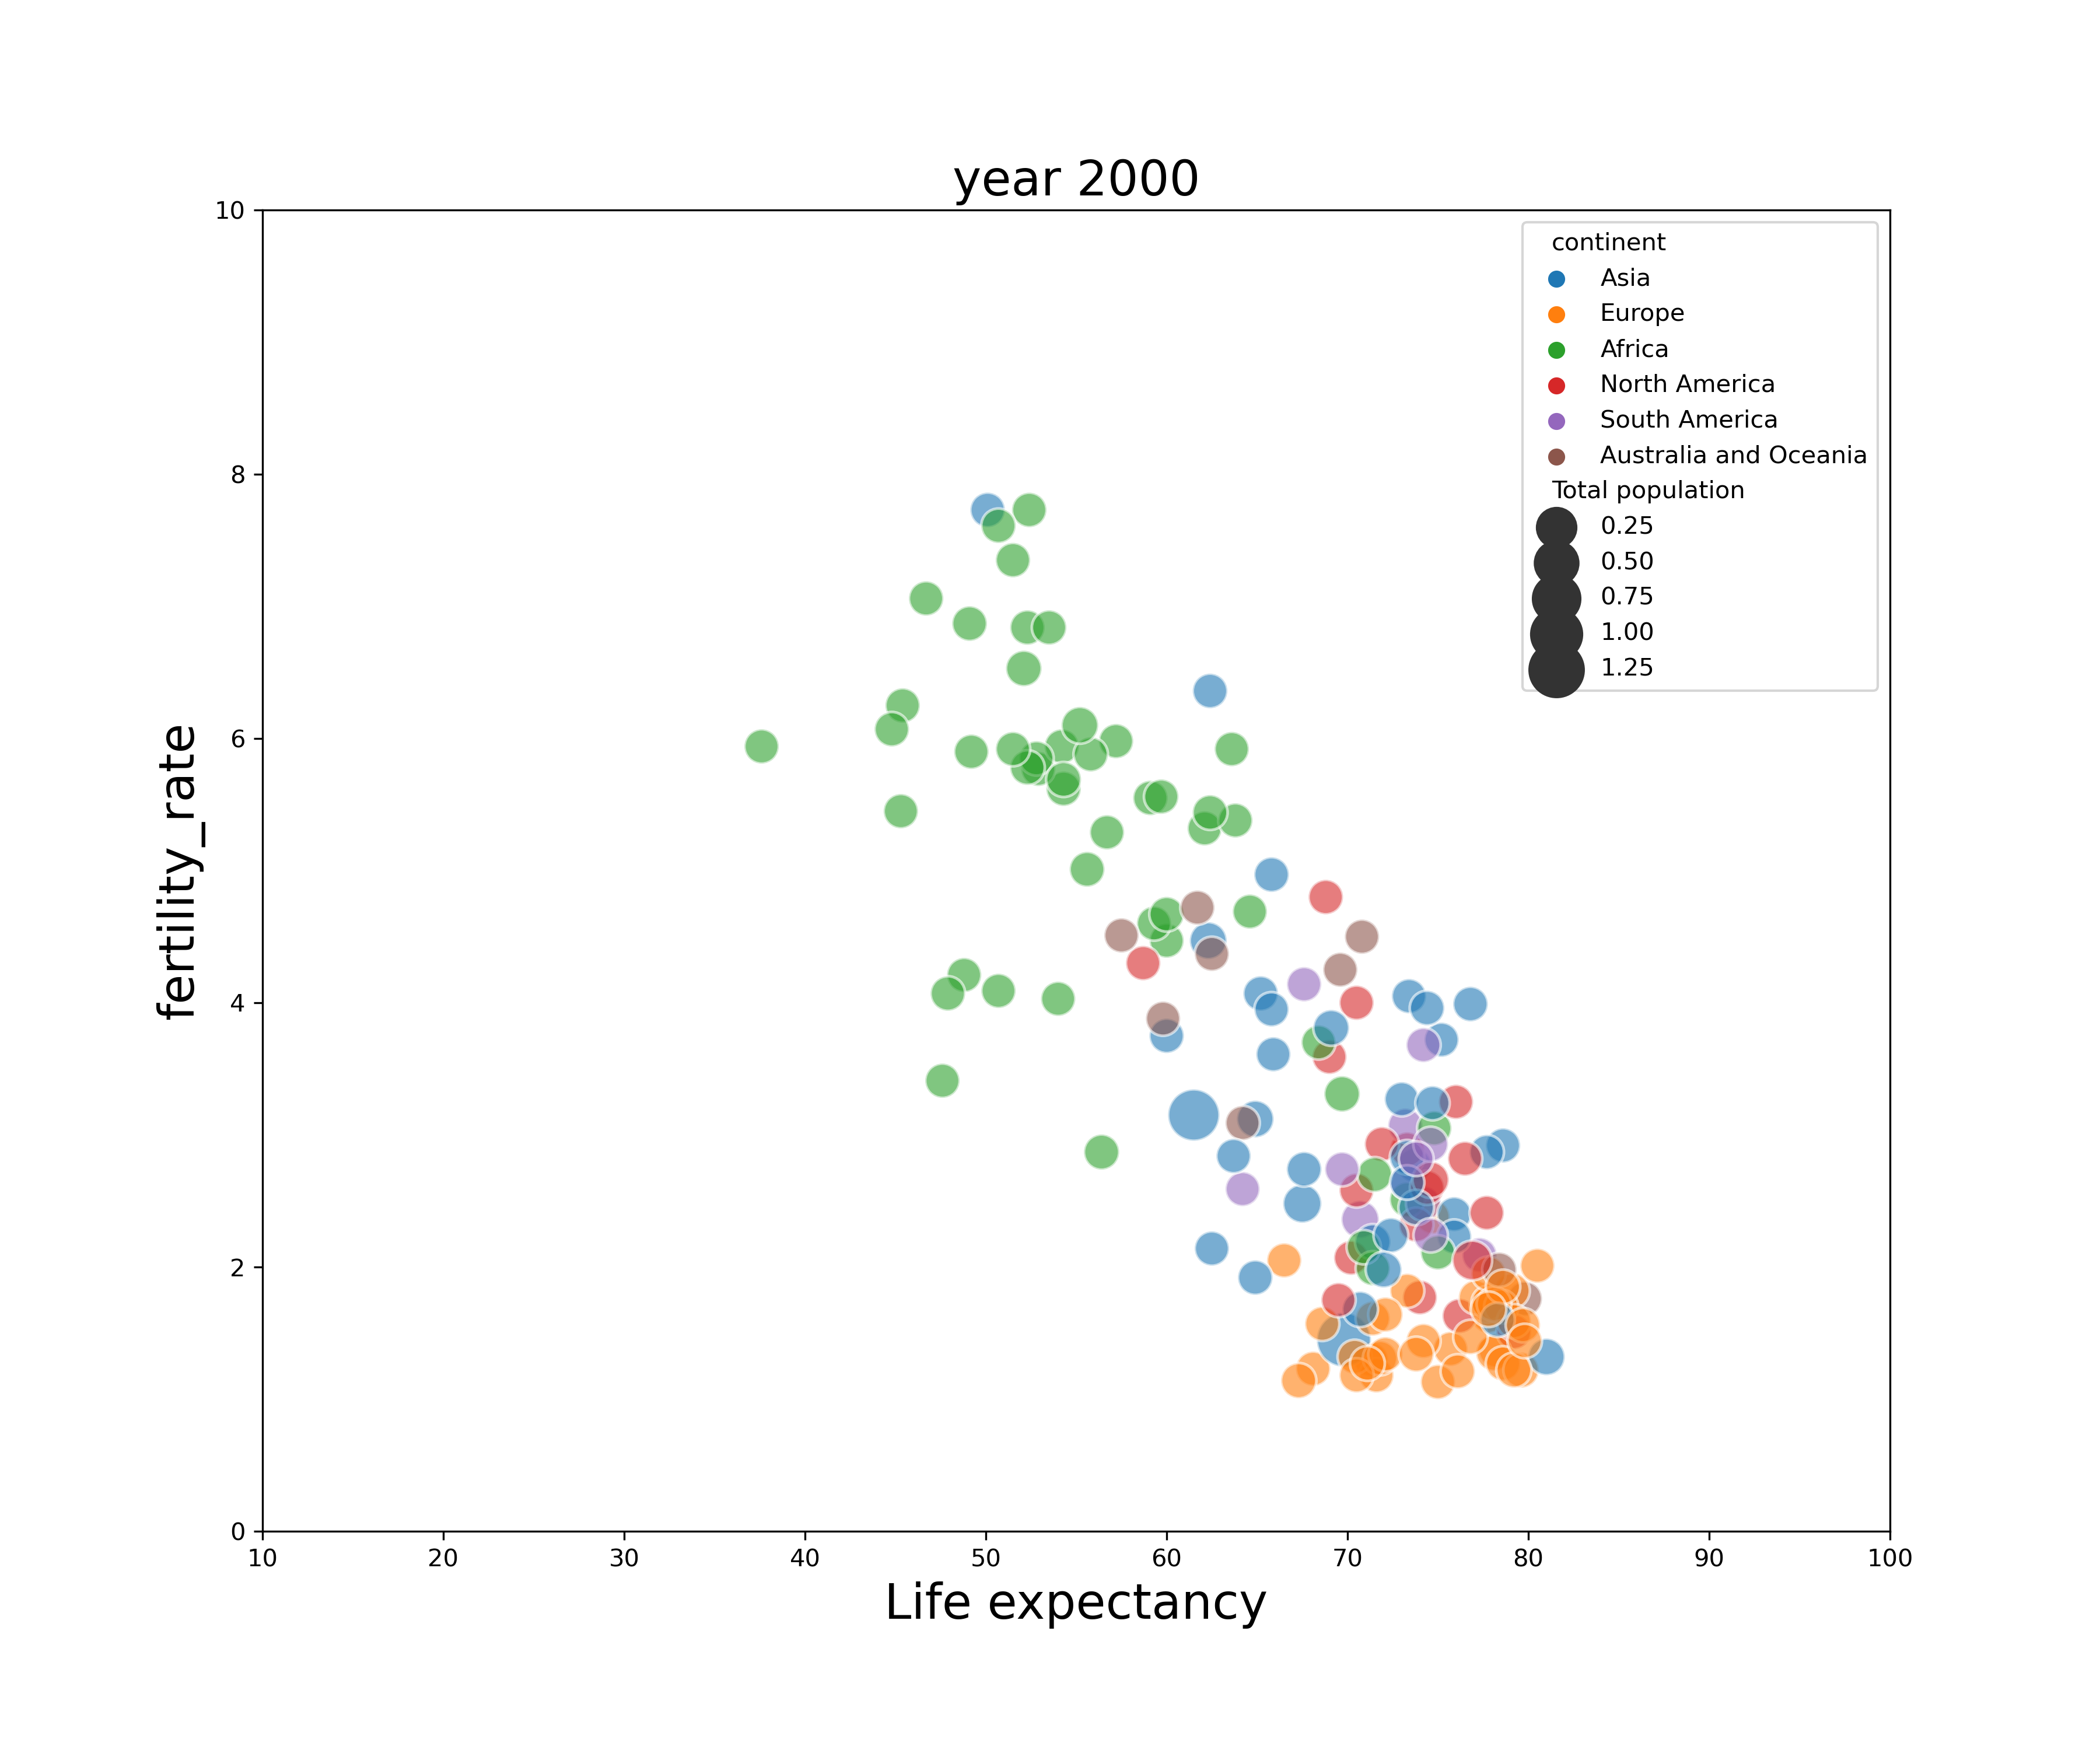 year 2000
10
8
6
4
2
0
fertility_rate
10 20 30 40 50 60 70 80 90 100
Life expectancy
continent
Asia
Europe
Africa
North America
South America
Australia and Oceania
Total population
0.25
0.50
0.75
1.00
1.25